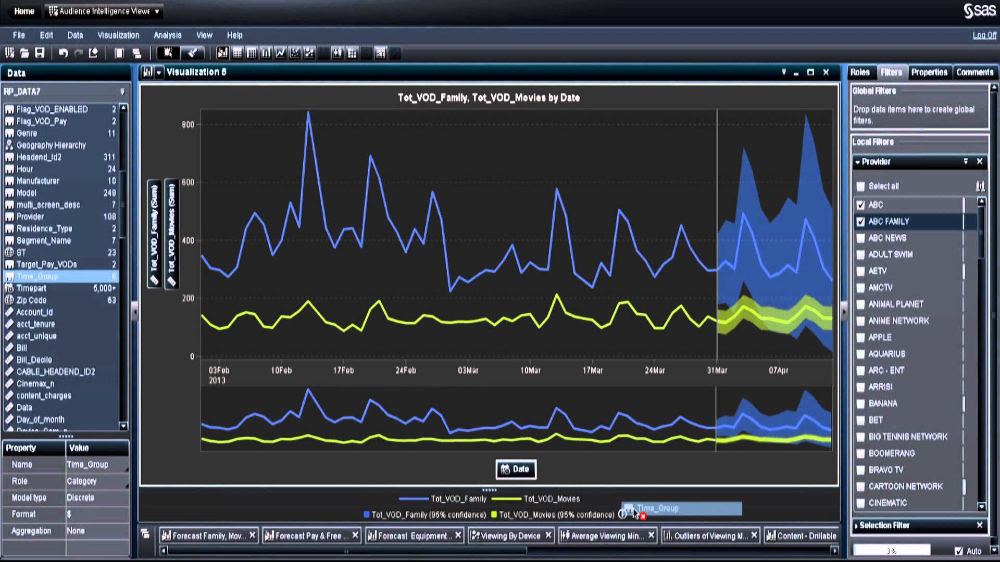 Home
Audience Intelligence Viewe
sas
File Edit Data Visualization Analysis View Help
Log Off
Data
RP_DATA7
Flag_VOD_ENABLED 2
Flag_VOD_Pay 2
Genre 11
Geography Hierarchy
Headend_Id2 311
Hour 24
Manufacturer 10
Model 249
multi_screen_desc 7
Provider 108
Residence_Type 2
Segment_Name 7
ST 23
Target_Pay_VODs 2
Time_Group 6
Timepart 5,000+
Zip Code 63
Account_id
acct_tenure
acct_unique
Bill
Bill_Decile
CABLE_HEADEND_ID2
Cinemax_n
content_charges
Data
Day_of_month
Property Value
Name Time_Group
Role Category
Model type Discrete
Format $
Aggregation None
Visualization 5
Tot_VOD_Family, Tot_VOD_Movies by Date
Tot_VOD_Family (Sum)
Tot_VOD_Movies (Sum)
800
600
400
200
0
03Feb 10Feb 17Feb 24Feb 03Mar 10Mar 17Mar 24Mar 31Mar 07Apr
2013
Date
Tot_VOD_Family Tot_VOD_Movies
Tot_VOD_Family (95% confidence) Tot_VOD_Movies (95% confidence)
Time_Group
Forecast Family, Mov... Forecast Pay & Free ... Forecast Equipment... Viewing By Device Average Viewing Min... Outliers of Viewing M... Content - Drillable
Roles Filters Properties Comments
Global Filters
Drop data items here to create global
filters.
Local Filters
Provider
Select all
ABC
ABC FAMILY
ABC NEWS
ADULT SWIM
AETV
AMCTV
ANIMAL PLANET
ANIME NETWORK
APPLE
AQUARIUS
ARC - ENT
ARRISI
BANANA
BET
BIG TENNIS NETWORK
BOOMERANG
BRAVO TV
CARTOON NETWORK
CINEMATIC
Selection Filter
3%
Auto